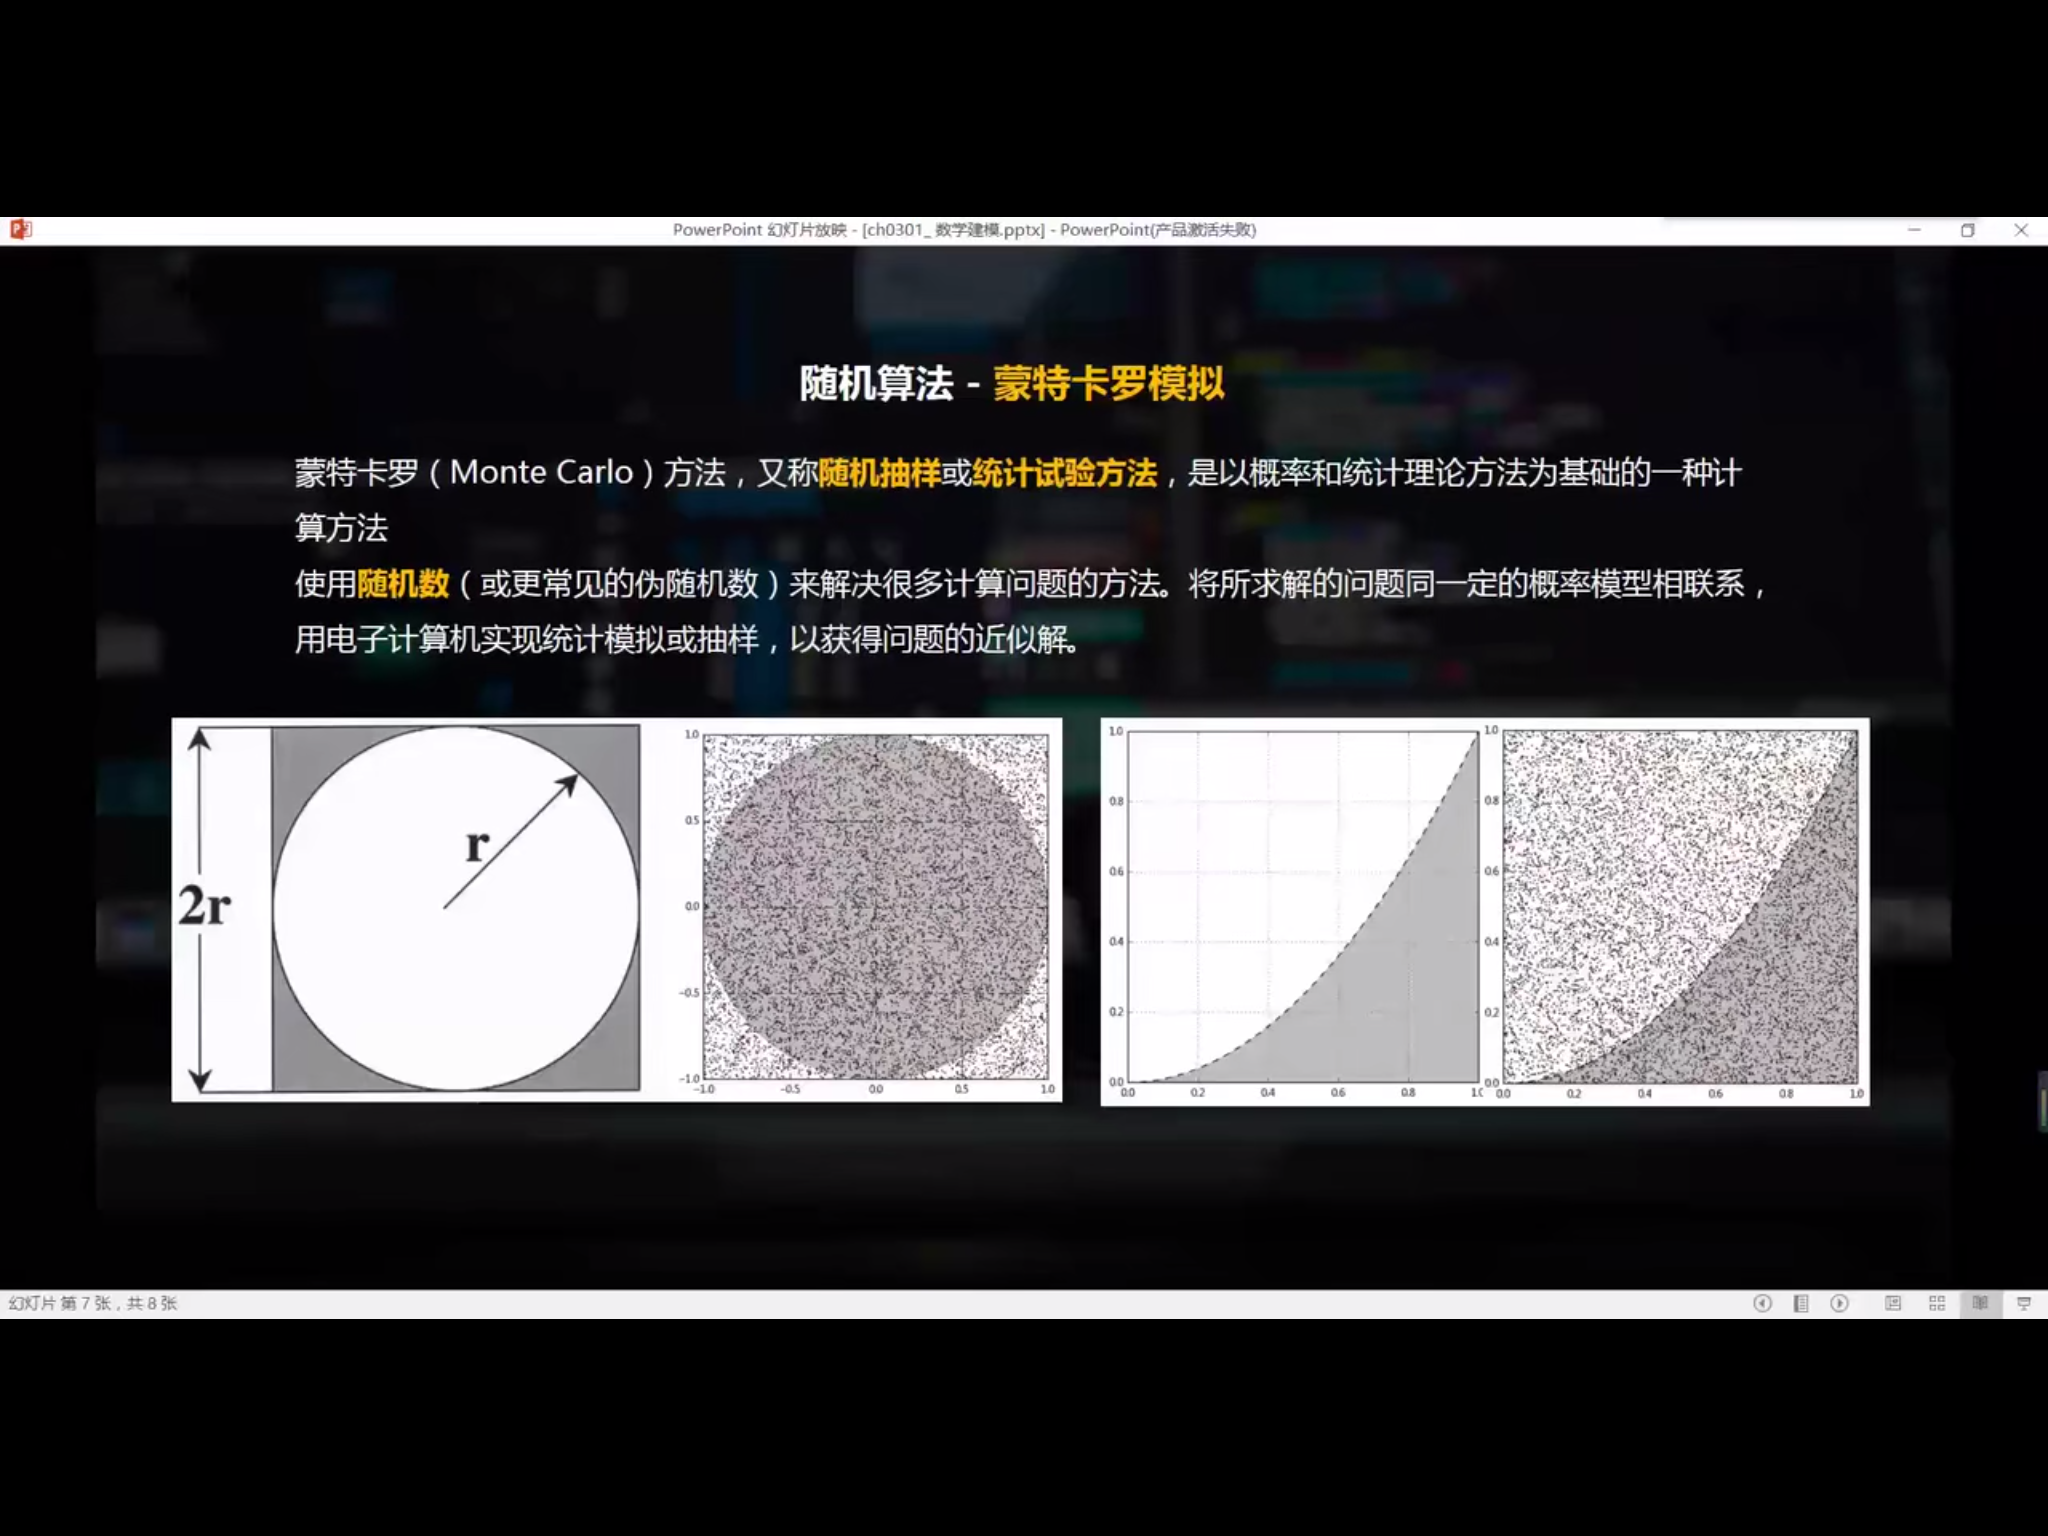 PowerPoint 幻灯片放映 - [ch0301_ 数学建模.pptx] - PowerPoint(产品激活失败)
随机算法 - 蒙特卡罗模拟
蒙特卡罗（Monte Carlo）方法，又称随机抽样或统计试验方法，是以概率和统计理论方法为基础的一种计
算方法
使用随机数（或更常见的伪随机数）来解决很多计算问题的方法。将所求解的问题同一定的概率模型相联系，
用电子计算机实现统计模拟或抽样，以获得问题的近似解。
2r
r
1.0
0.5
0.0
−0.5
−1.0
−1.0 −0.5 0.0 0.5 1.0
1.0
0.8
0.6
0.4
0.2
0.0
0.0 0.2 0.4 0.6 0.8
1.0
0.8
0.6
0.4
0.2
0.0
0.0 0.2 0.4 0.6 0.8 1.0
幻灯片 第 7 张，共 8 张